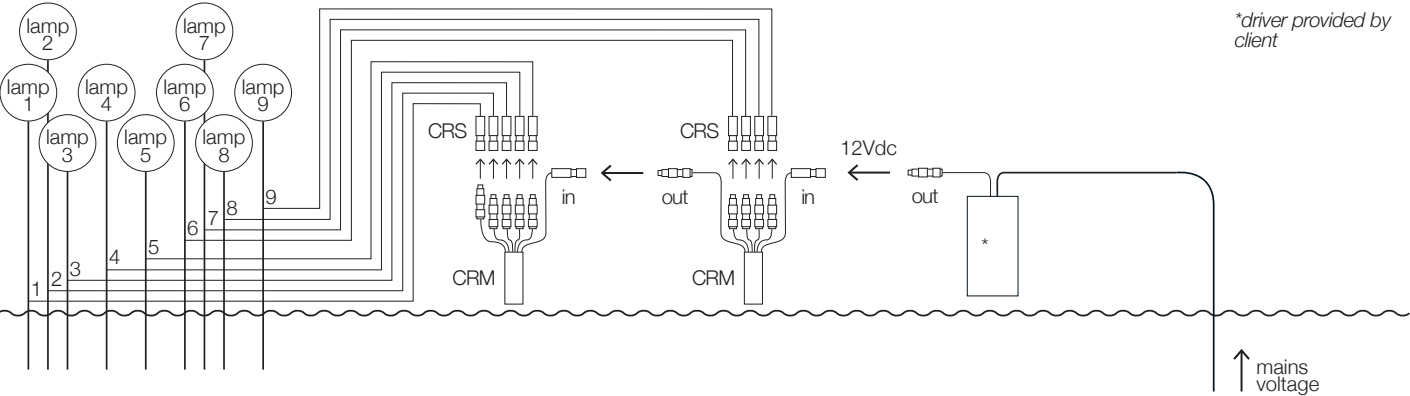 lamp
2
lamp
7
*driver provided by
client
lamp
1
lamp
4
lamp
6
lamp
9
lamp
3
lamp
5
lamp
8
CRS
CRS
12Vdc
in
out
in
out
9
8
7
6
5
4
3
2
1
*
CRM
CRM
mains
voltage